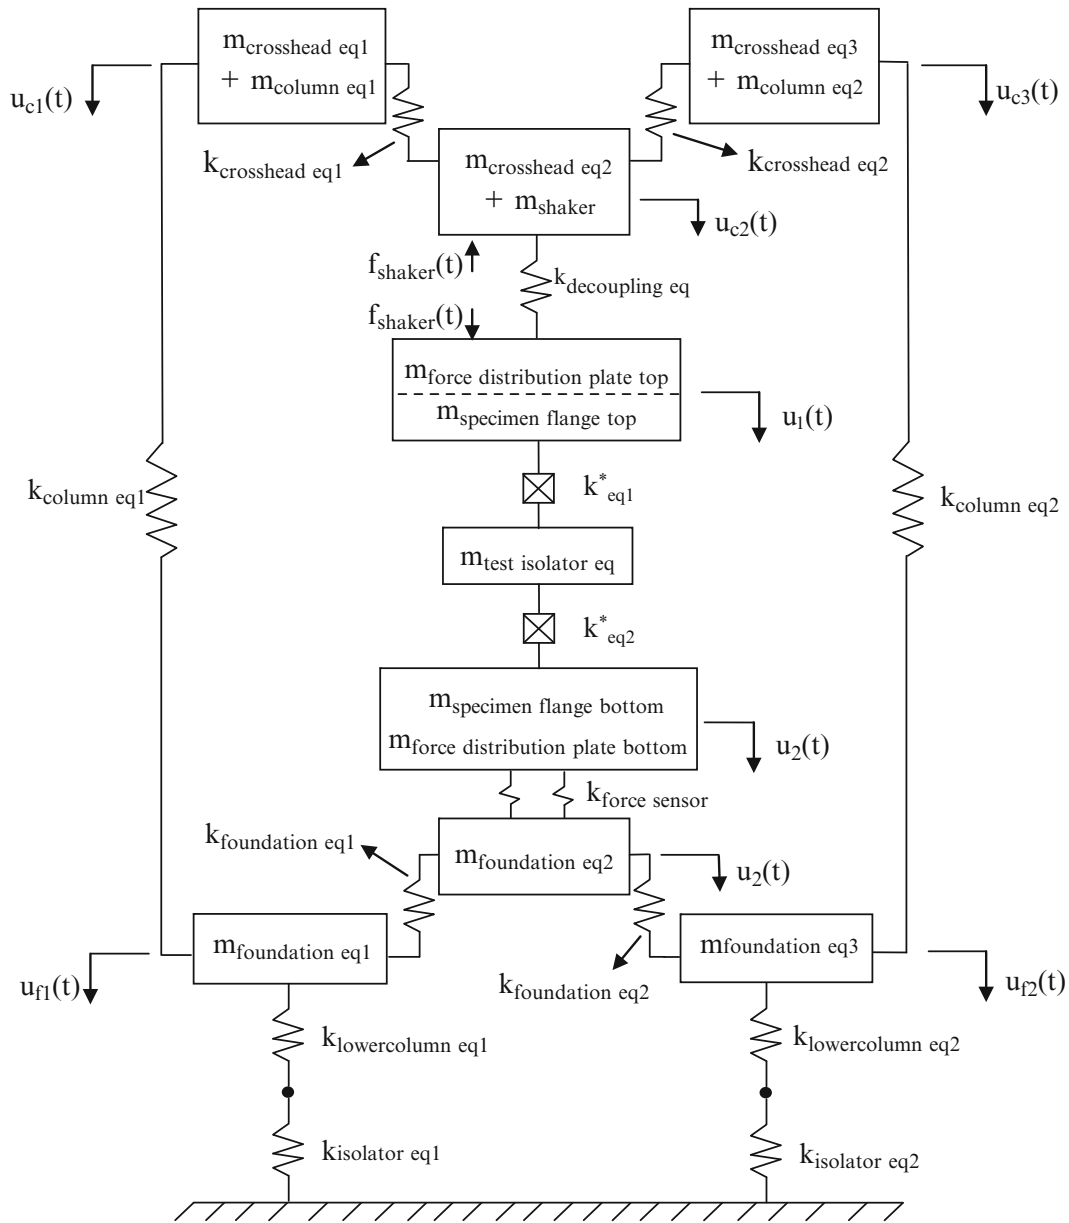 m_crosshead eq1
+ m_column eq1
m_crosshead eq3
+ m_column eq2
u_c1(t)
u_c3(t)
k_crosshead eq1
k_crosshead eq2
m_crosshead eq2
+ m_shaker
u_c2(t)
f_shaker(t)
k_decoupling eq
f_shaker(t)
m_force distribution plate top
m_specimen flange top
u_1(t)
k_column eq1
k*_eq1
k_column eq2
m_test isolator eq
k*_eq2
m_specimen flange bottom
m_force distribution plate bottom
u_2(t)
k_force sensor
k_foundation eq1
m_foundation eq2
u_2(t)
m_foundation eq1
m_foundation eq3
u_f1(t)
k_foundation eq2
u_f2(t)
k_lowercolumn eq1
k_lowercolumn eq2
k_isolator eq1
k_isolator eq2